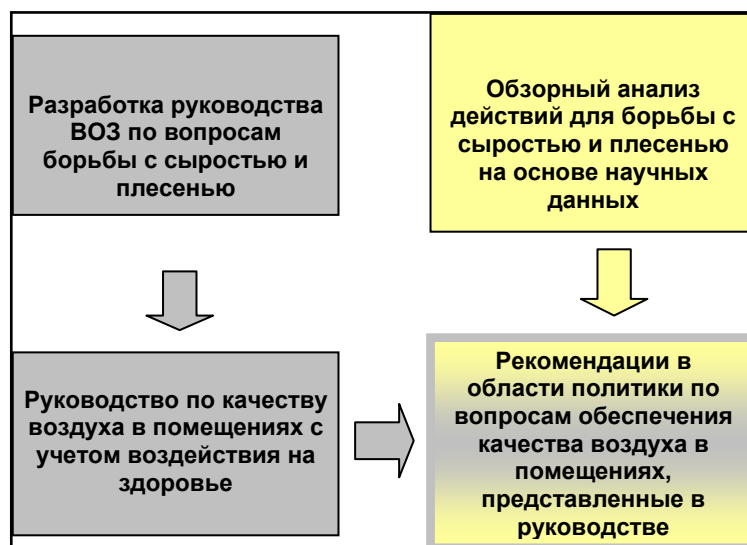 Разработка руководства
ВОЗ по вопросам
борьбы с сыростью и
плесенью
Обзорный анализ
действий для борьбы с
сыростью и плесенью
на основе научных
данных
Руководство по качеству
воздуха в помещениях с
учетом воздействия на
здоровье
Рекомендации в
области политики по
вопросам обеспечения
качества воздуха в
помещениях,
представленные в
руководстве